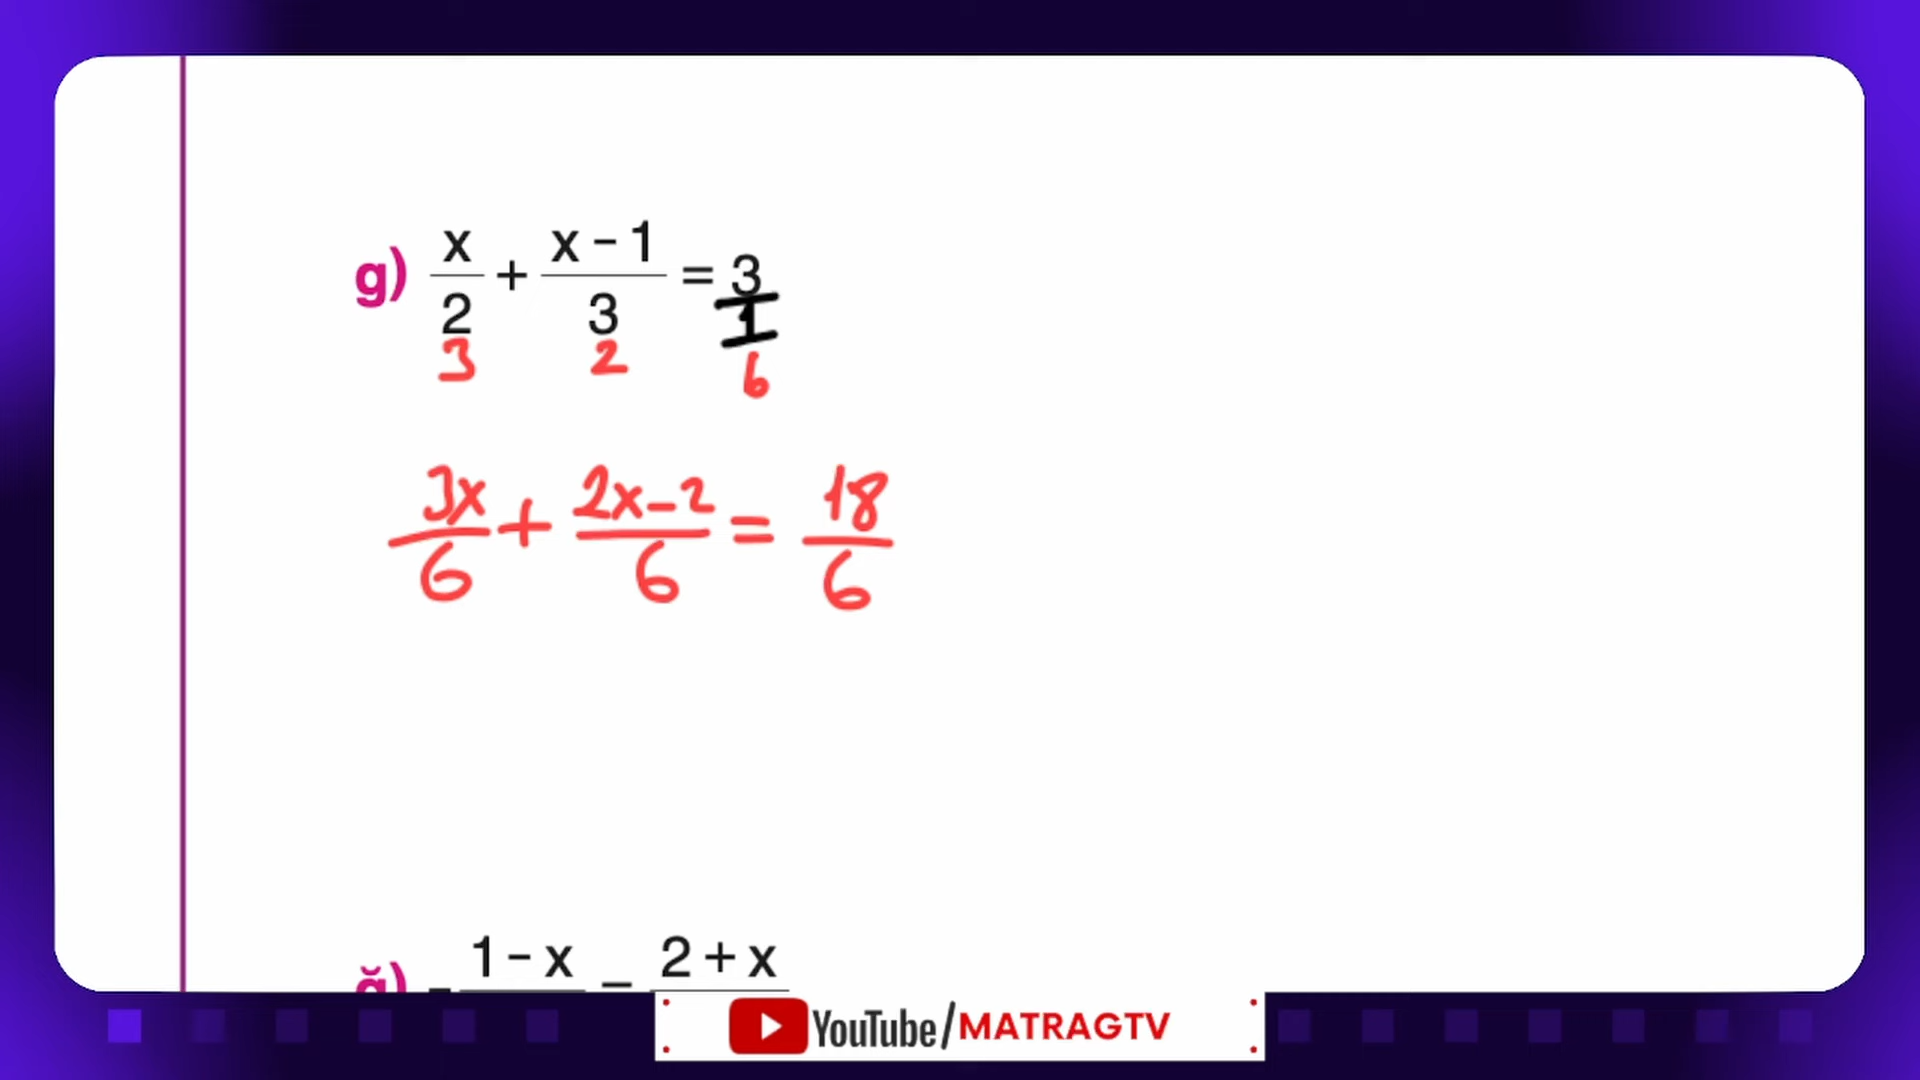 g) x/2 + x − 1/3 = 3/1
3 2 6
3x/6 + 2x−2/6 = 18/6
ğ) − 1 − x − 2 + x
YouTube/MATRAGTV